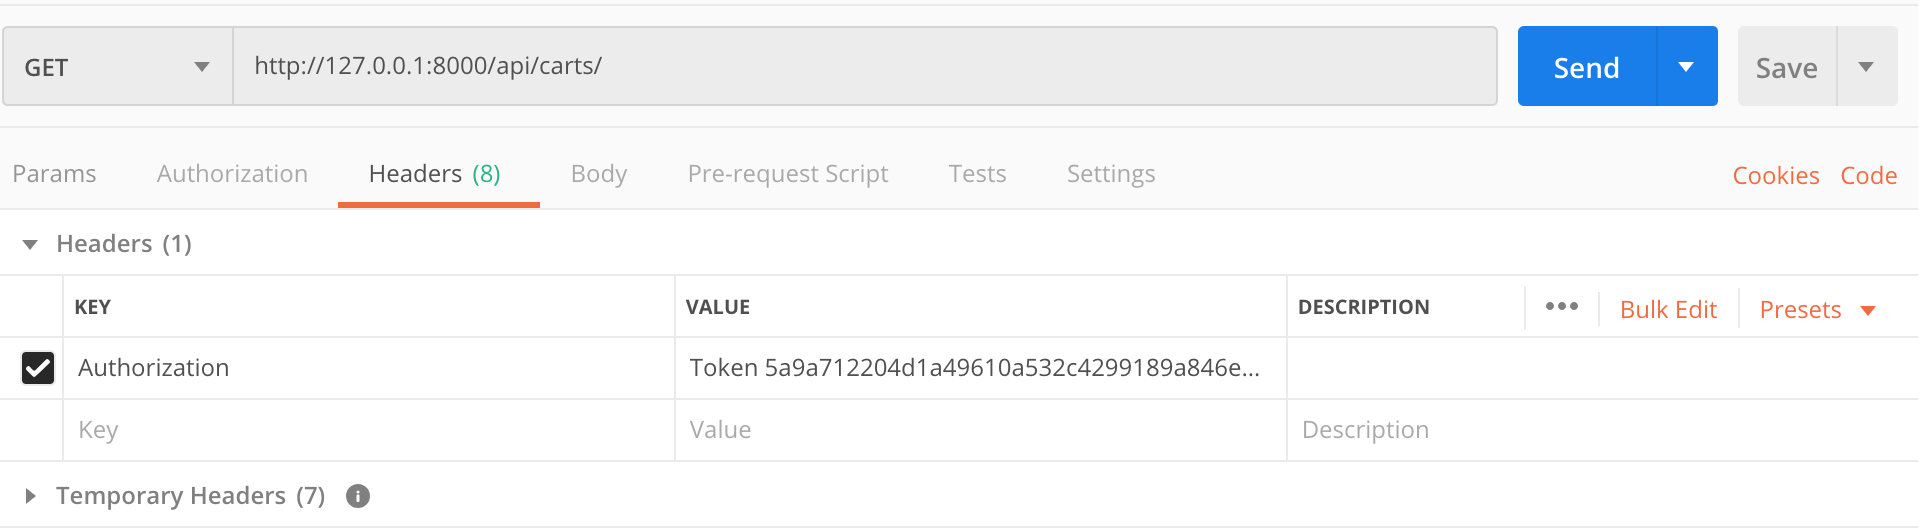 GET http://127.0.0.1:8000/api/carts/ Send Save
Params Authorization Headers (8) Body Pre-request Script Tests Settings Cookies Code
Headers (1)
KEY VALUE DESCRIPTION ••• Bulk Edit Presets
Authorization Token 5a9a712204d1a49610a532c4299189a846e...
Key Value Description
Temporary Headers (7) i